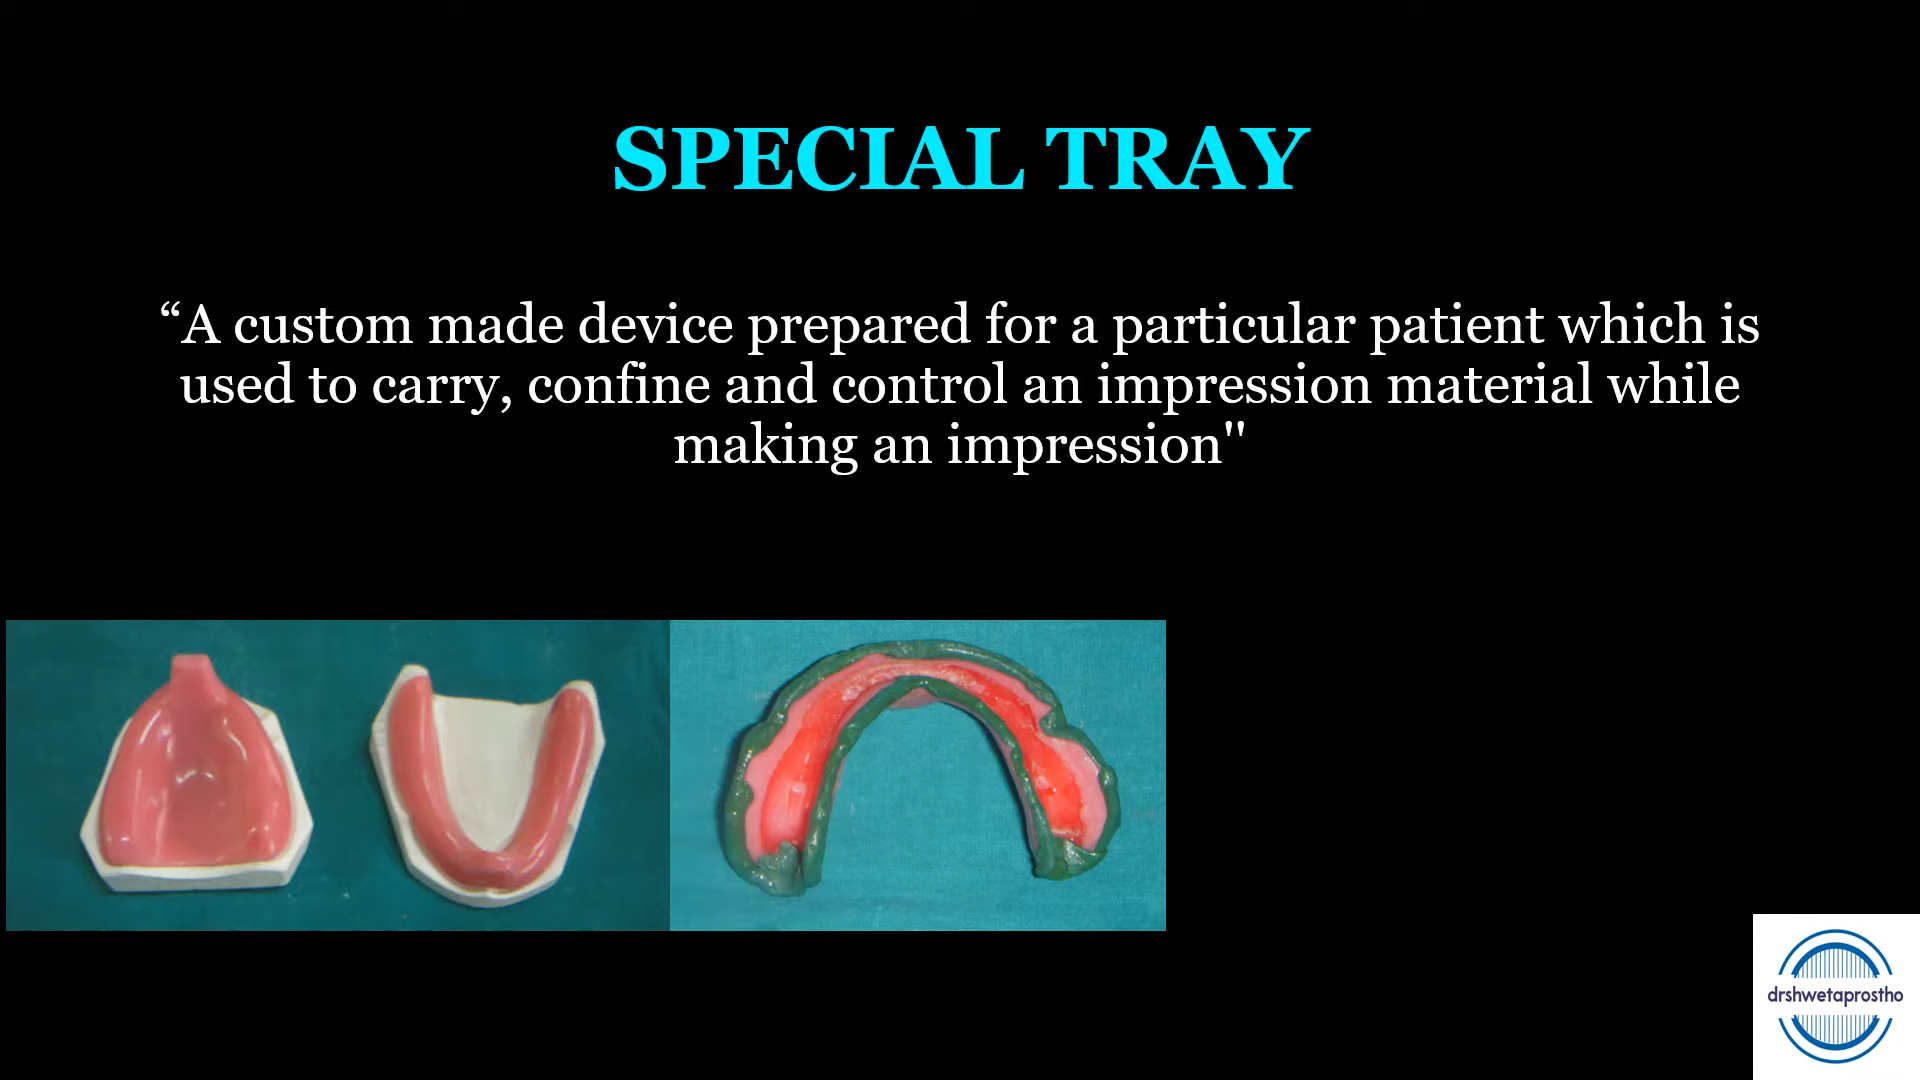 SPECIAL TRAY
“A custom made device prepared for a particular patient which is
used to carry, confine and control an impression material while
making an impression"
drshwetaprostho